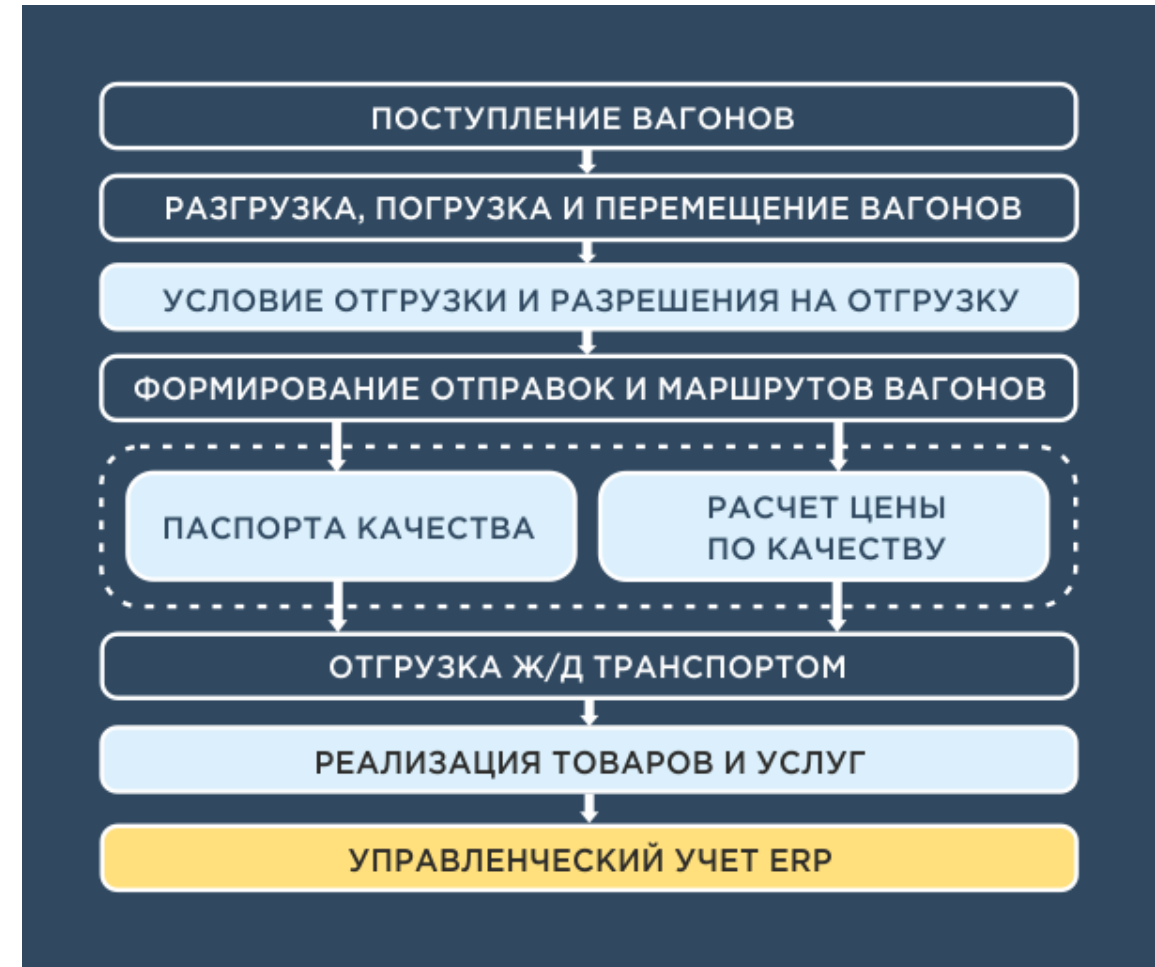 ПОСТУПЛЕНИЕ ВАГОНОВ
РАЗГРУЗКА, ПОГРУЗКА И ПЕРЕМЕЩЕНИЕ ВАГОНОВ
УСЛОВИЕ ОТГРУЗКИ И РАЗРЕШЕНИЯ НА ОТГРУЗКУ
ФОРМИРОВАНИЕ ОТПРАВОК И МАРШРУТОВ ВАГОНОВ
ПАСПОРТА КАЧЕСТВА
РАСЧЕТ ЦЕНЫ
ПО КАЧЕСТВУ
ОТГРУЗКА Ж/Д ТРАНСПОРТОМ
РЕАЛИЗАЦИЯ ТОВАРОВ И УСЛУГ
УПРАВЛЕНЧЕСКИЙ УЧЕТ ERP